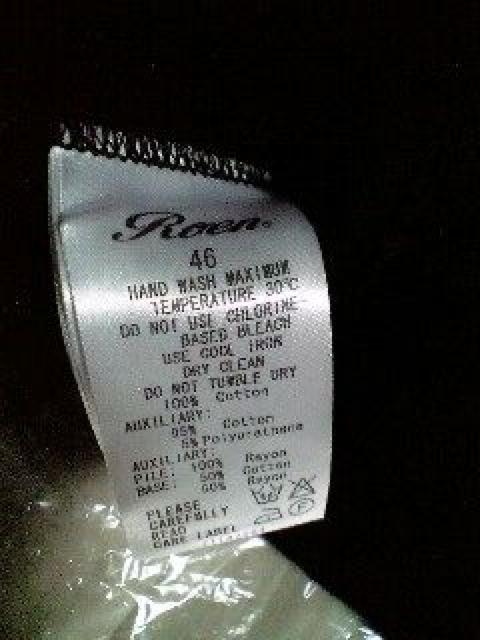 Roen
46
HAND WASH MAXIMUM
TEMPERATURE 30°C
DO NOT USE CHLORINE-
BASED BLEACH
USE COOL IRON
DRY CLEAN
DO NOT TUMBLE DRY
100% Cotton
AUXILIARY:
95% Cotton
5% Polyurethane
AUXILIARY:
PILE: 100% Rayon
BASE: 50% Cotton
50% Rayon
PLEASE
CAREFULLY
READ
CARE LABEL